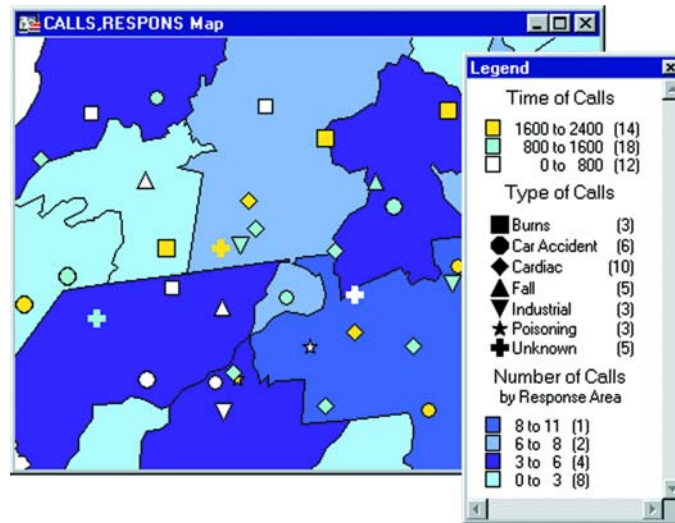 CALLS,RESPONS Map
Legend
Time of Calls
1600 to 2400 (14)
800 to 1600 (18)
0 to 800 (12)
Type of Calls
Burns (3)
Car Accident (6)
Cardiac (10)
Fall (5)
Industrial (3)
Poisoning (3)
Unknown (5)
Number of Calls
by Response Area
8 to 11 (1)
6 to 8 (2)
3 to 6 (4)
0 to 3 (8)